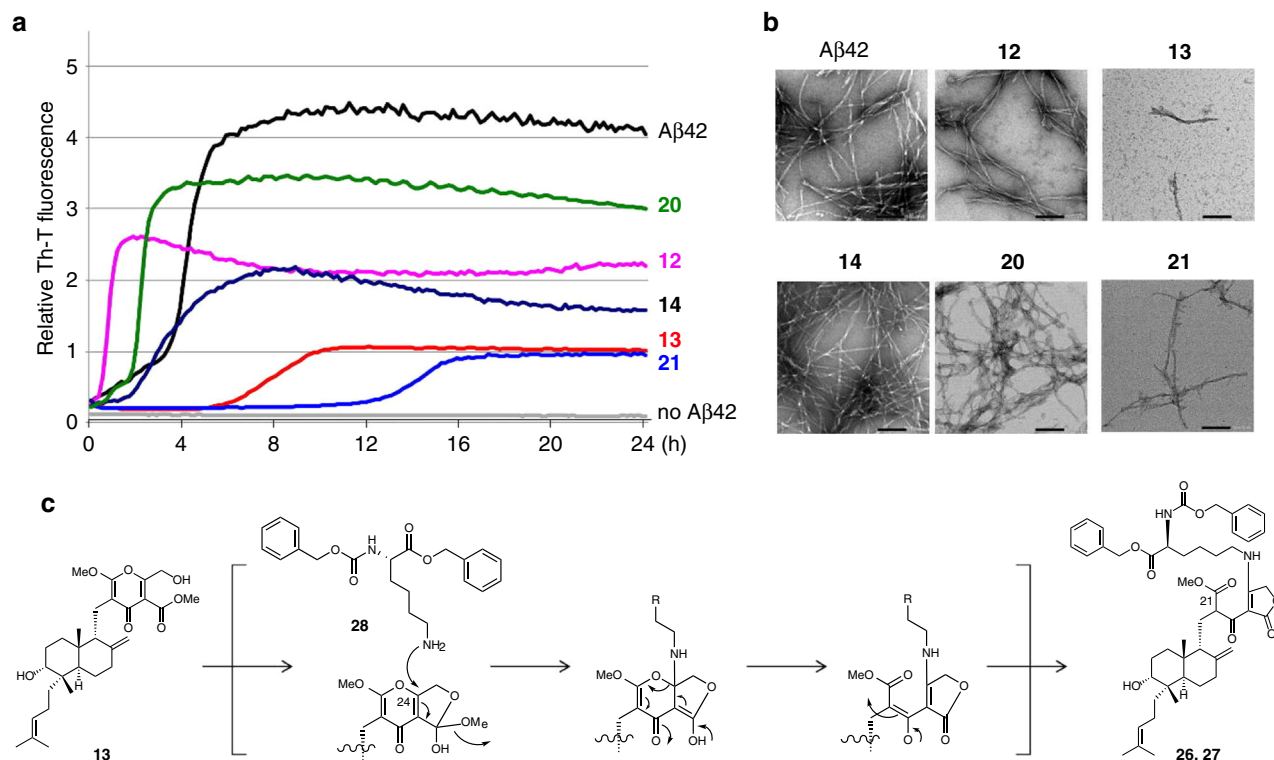 a
Relative Th-T fluorescence
5
4
3
2
1
0
0 4 8 12 16 20 24 (h)
Aβ42
20
12
14
13
21
no Aβ42
b
Aβ42 12 13
14 20 21
c
MeO O OH
O O OMe
HO H
13
O H N O O O
28
NH2
MeO O 24 O
O OMe
OH
R
NH
MeO O O
O OH
R
NH
MeO O
O O O
O H N O
O O NH
MeO O
21
O O O
HO H
26, 27